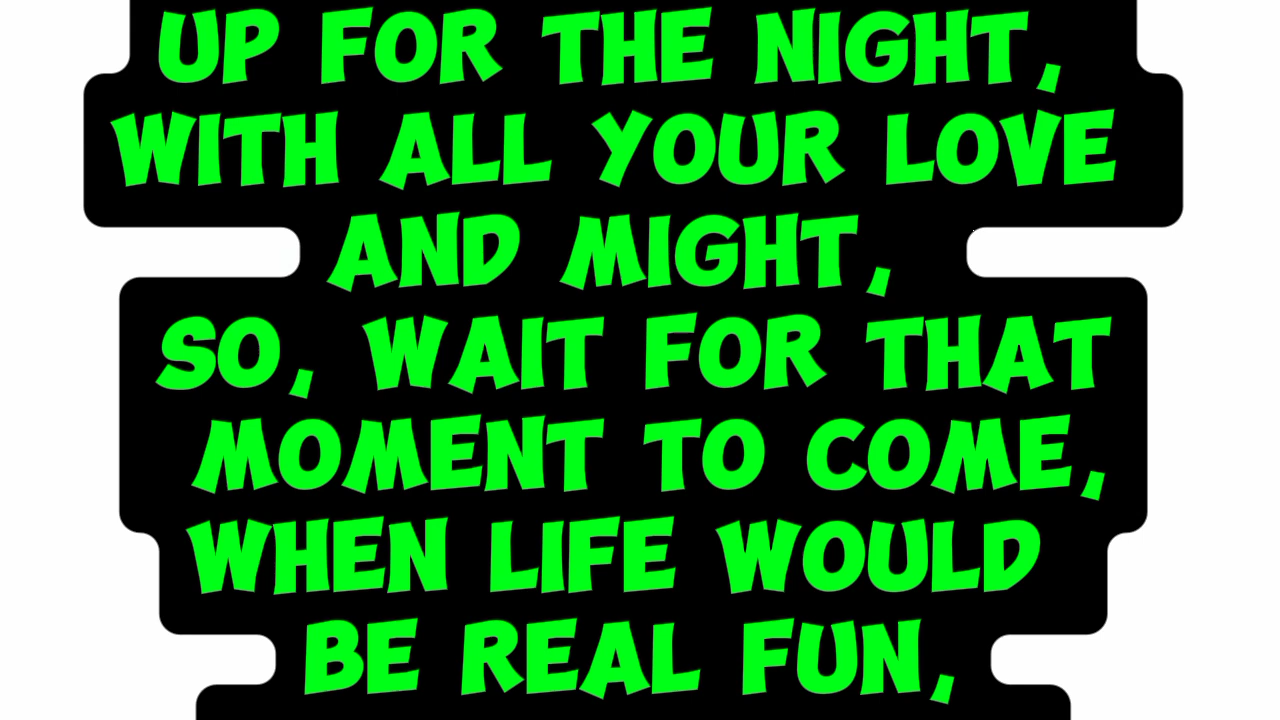 UP FOR THE NIGHT,
WITH ALL YOUR LOVE
AND MIGHT,
SO, WAIT FOR THAT
MOMENT TO COME,
WHEN LIFE WOULD
BE REAL FUN,